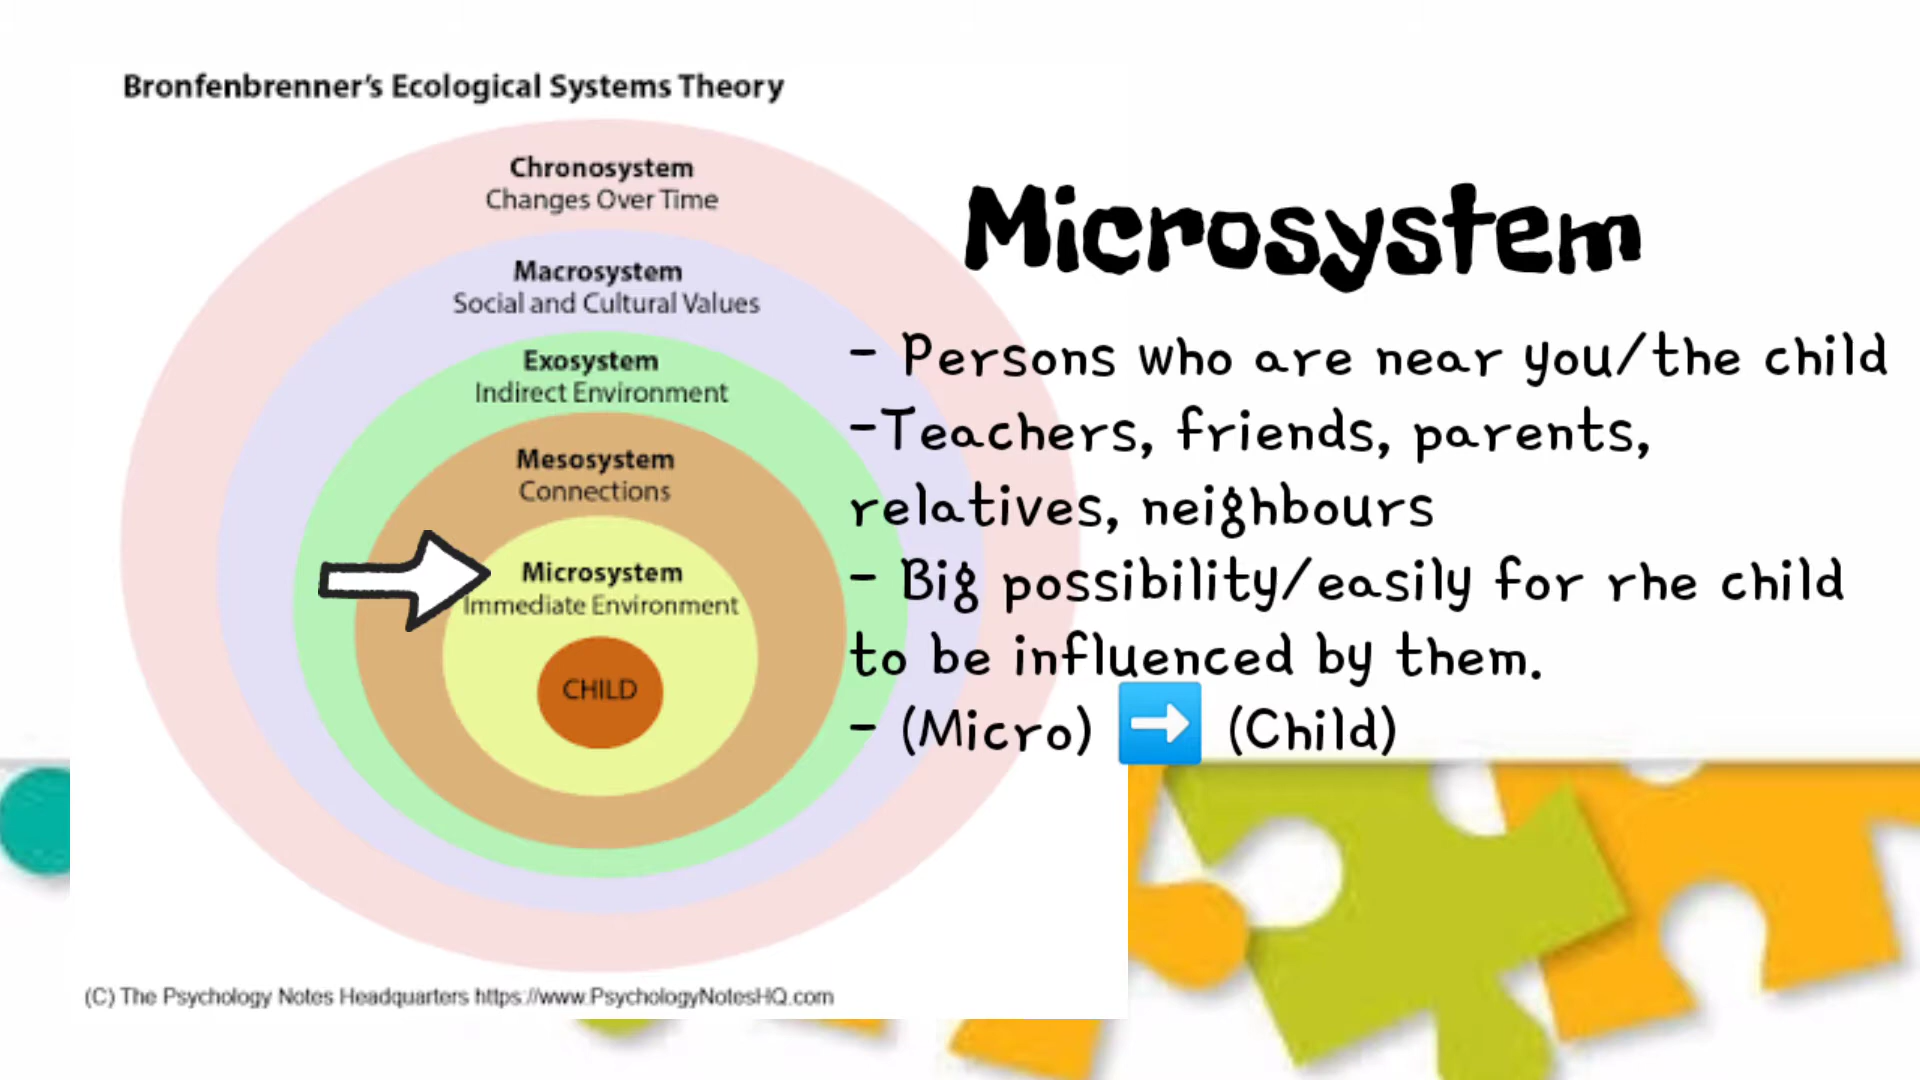 Bronfenbrenner's Ecological Systems Theory
Chronosystem
Changes Over Time
Macrosystem
Social and Cultural Values
Exosystem
Indirect Environment
Mesosystem
Connections
Microsystem
Immediate Environment
CHILD
(C) The Psychology Notes Headquarters https://www.PsychologyNotesHQ.com
Microsystem
- Persons who are near you/the child
-Teachers, friends, parents,
relatives, neighbours
- Big possibility/easily for rhe child
to be influenced by them.
- (Micro) ➡️ (Child)